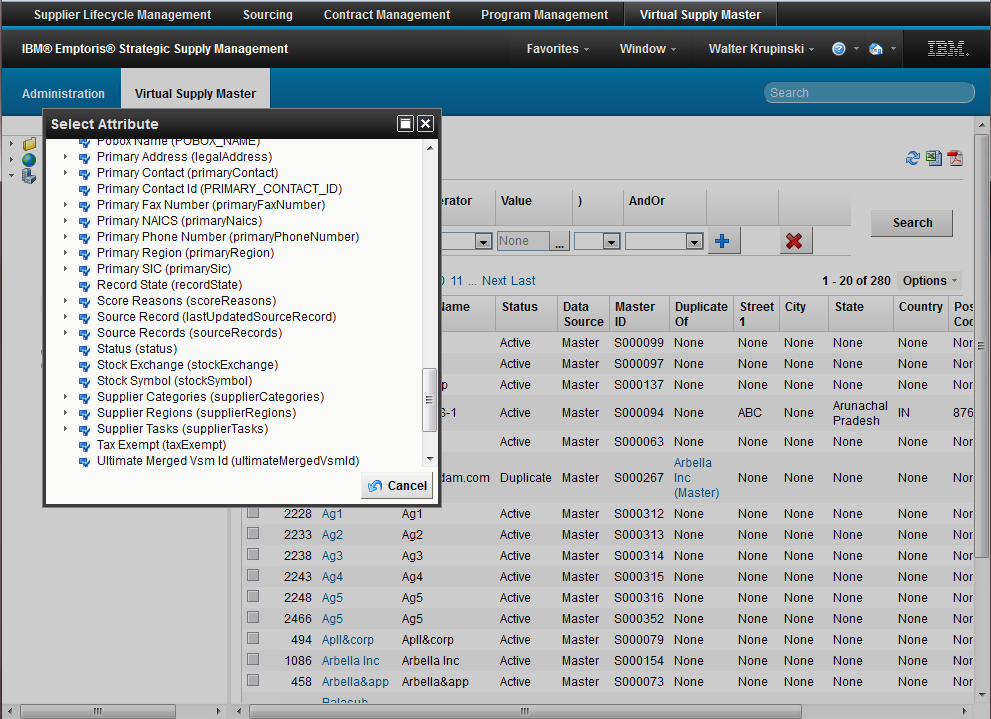 Supplier Lifecycle Management Sourcing Contract Management Program Management Virtual Supply Master
IBM® Emptoris® Strategic Supply Management Favorites Window Walter Krupinski IBM.
Administration Virtual Supply Master Search
Select Attribute
Pobox Name (POBOX_NAME)
Primary Address (legalAddress)
Primary Contact (primaryContact)
Primary Contact Id (PRIMARY_CONTACT_ID)
Primary Fax Number (primaryFaxNumber)
Primary NAICS (primaryNaics)
Primary Phone Number (primaryPhoneNumber)
Primary Region (primaryRegion)
Primary SIC (primarySic)
Record State (recordState)
Score Reasons (scoreReasons)
Source Record (lastUpdatedSourceRecord)
Source Records (sourceRecords)
Status (status)
Stock Exchange (stockExchange)
Stock Symbol (stockSymbol)
Supplier Categories (supplierCategories)
Supplier Regions (supplierRegions)
Supplier Tasks (supplierTasks)
Tax Exempt (taxExempt)
Ultimate Merged Vsm Id (ultimateMergedVsmId)
Cancel
erator Value ) AndOr
None ...
Search
11 ... Next Last 1 - 20 of 280 Options
Name Status Data Source Master ID Duplicate Of Street 1 City State Country Pos Coc
Active Master S000099 None None None None None Nor
Active Master S000097 None None None None None Nor
p Active Master S000137 None None None None None Nor
S-1 Active Master S000094 None ABC None Arunachal Pradesh IN 876
Active Master S000063 None None None None None Nor
dam.com Duplicate Master S000267 Arbella Inc (Master) None None None None Nor
2228 Ag1 Ag1 Active Master S000312 None None None None None Nor
2233 Ag2 Ag2 Active Master S000313 None None None None None Nor
2238 Ag3 Ag3 Active Master S000314 None None None None None Nor
2243 Ag4 Ag4 Active Master S000315 None None None None None Nor
2248 Ag5 Ag5 Active Master S000316 None None None None None Nor
2466 Ag5 Ag5 Active Master S000352 None None None None None Nor
494 Apll&corp Apll&corp Active Master S000079 None None None None None Nor
1086 Arbella Inc Arbella Inc Active Master S000154 None None None None None Nor
458 Arbella&app Arbella&app Active Master S000073 None None None None None Nor
Balasub